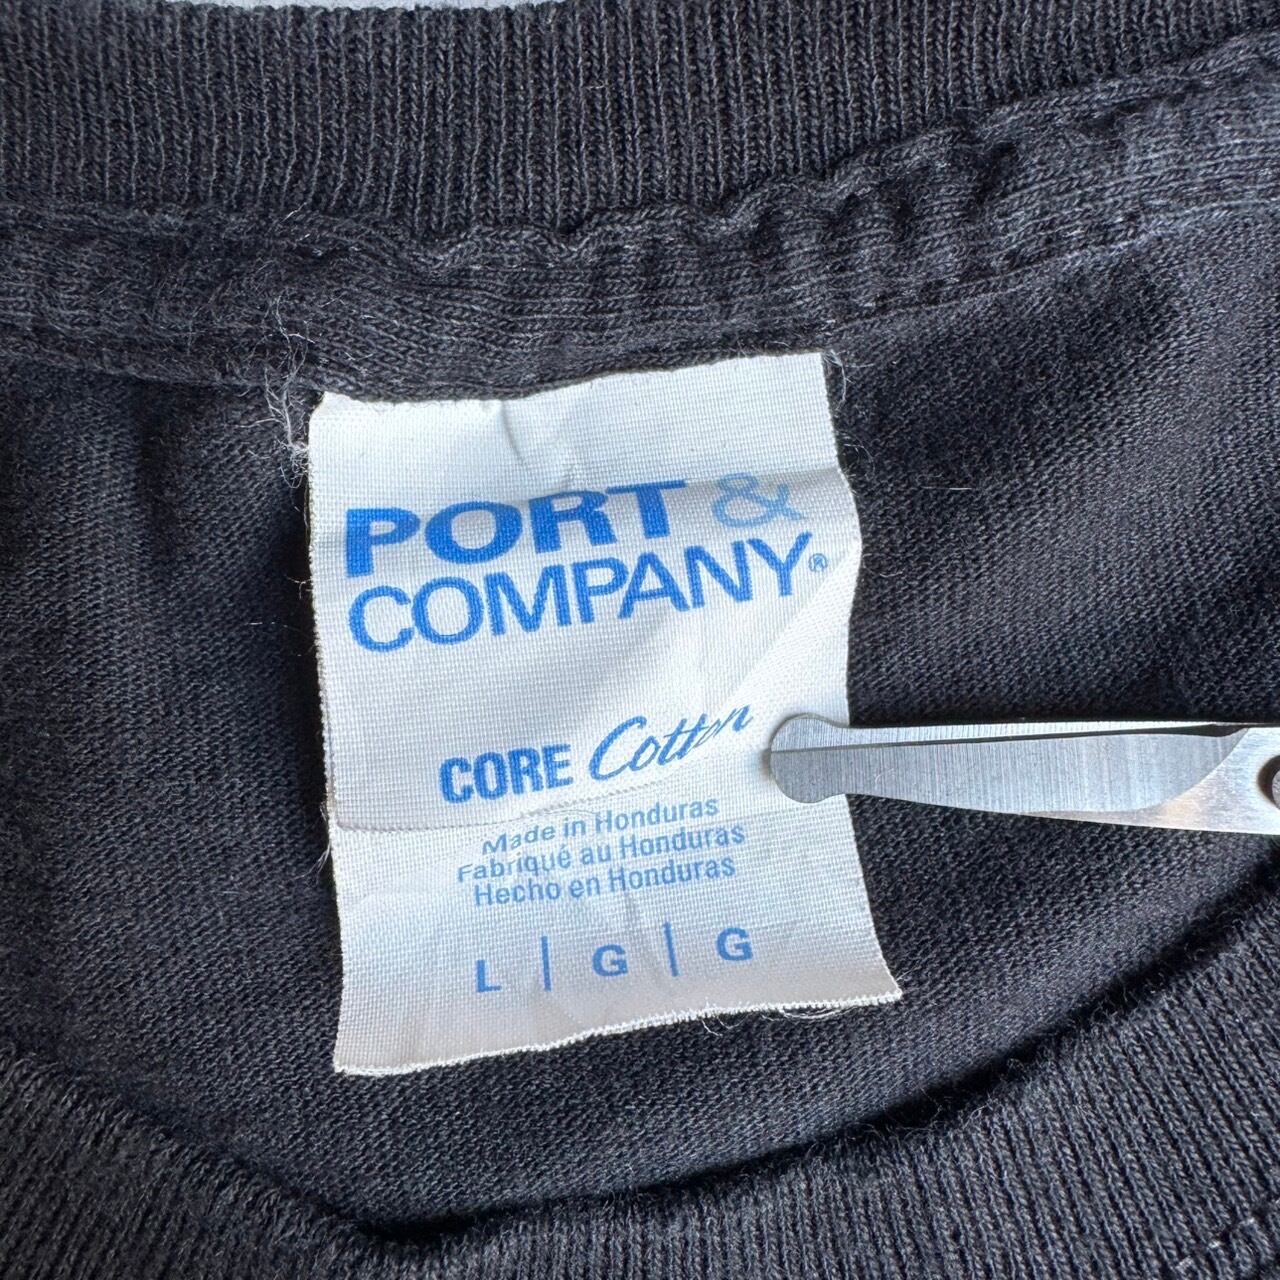 PORT &
COMPANY®
CORE Cotton
Made in Honduras
Fabriqué au Honduras
Hecho en Honduras
L | G | G